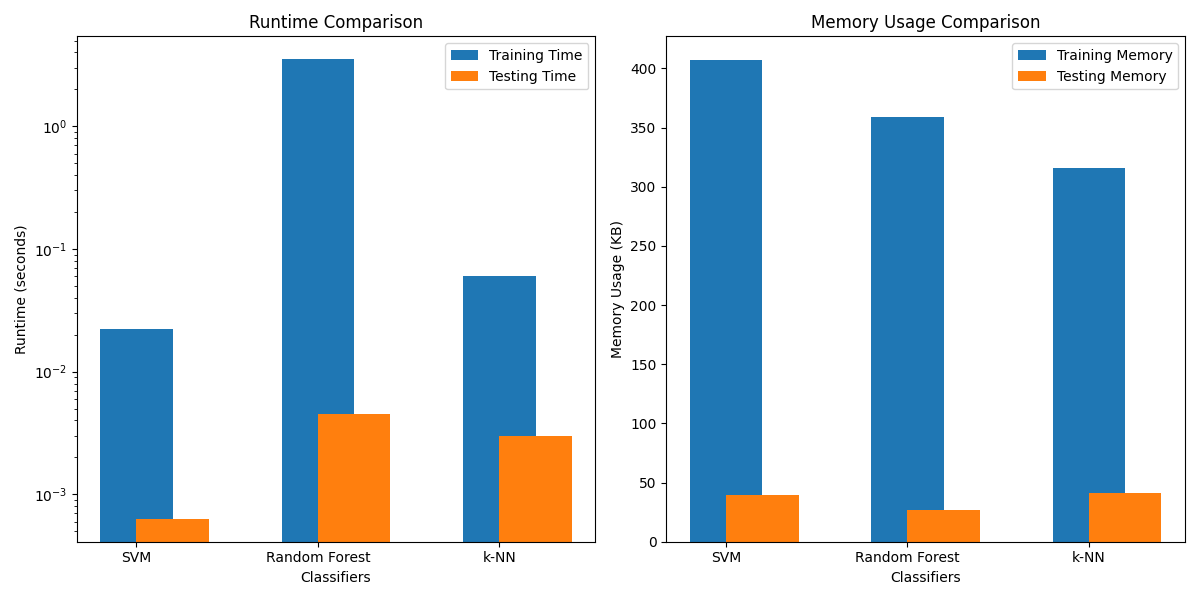 Runtime Comparison
Training Time
Testing Time
Runtime (seconds)
10⁰
10⁻¹
10⁻²
10⁻³
SVM
Random Forest
k-NN
Classifiers
Memory Usage Comparison
Training Memory
Testing Memory
Memory Usage (KB)
400
350
300
250
200
150
100
50
0
SVM
Random Forest
k-NN
Classifiers